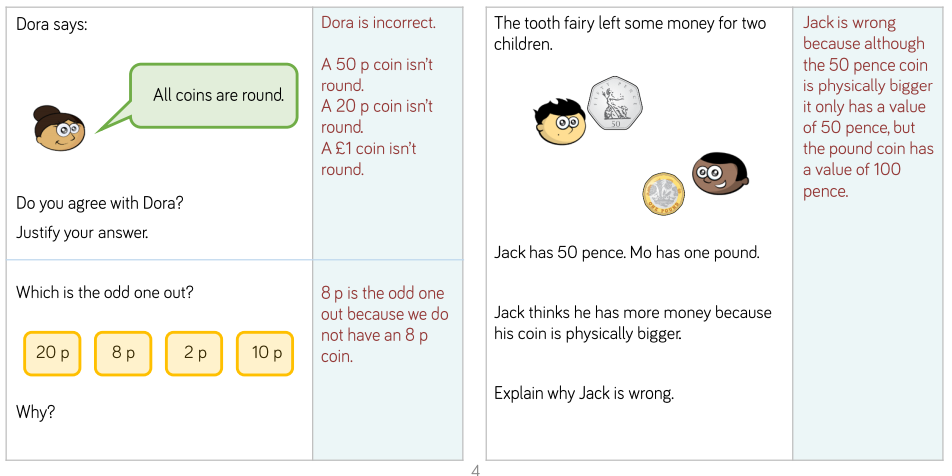 Dora says:
All coins are round.
Do you agree with Dora?
Justify your answer.
Dora is incorrect.
A 50 p coin isn't
round.
A 20 p coin isn't
round.
A £1 coin isn't
round.
Which is the odd one out?
20 p
8 p
2 p
10 p
Why?
8 p is the odd one
out because we do
not have an 8 p
coin.
The tooth fairy left some money for two
children.
50
ONE POUND
Jack has 50 pence. Mo has one pound.
Jack thinks he has more money because
his coin is physically bigger.
Explain why Jack is wrong.
Jack is wrong
because although
the 50 pence coin
is physically bigger
it only has a value
of 50 pence, but
the pound coin has
a value of 100
pence.
4